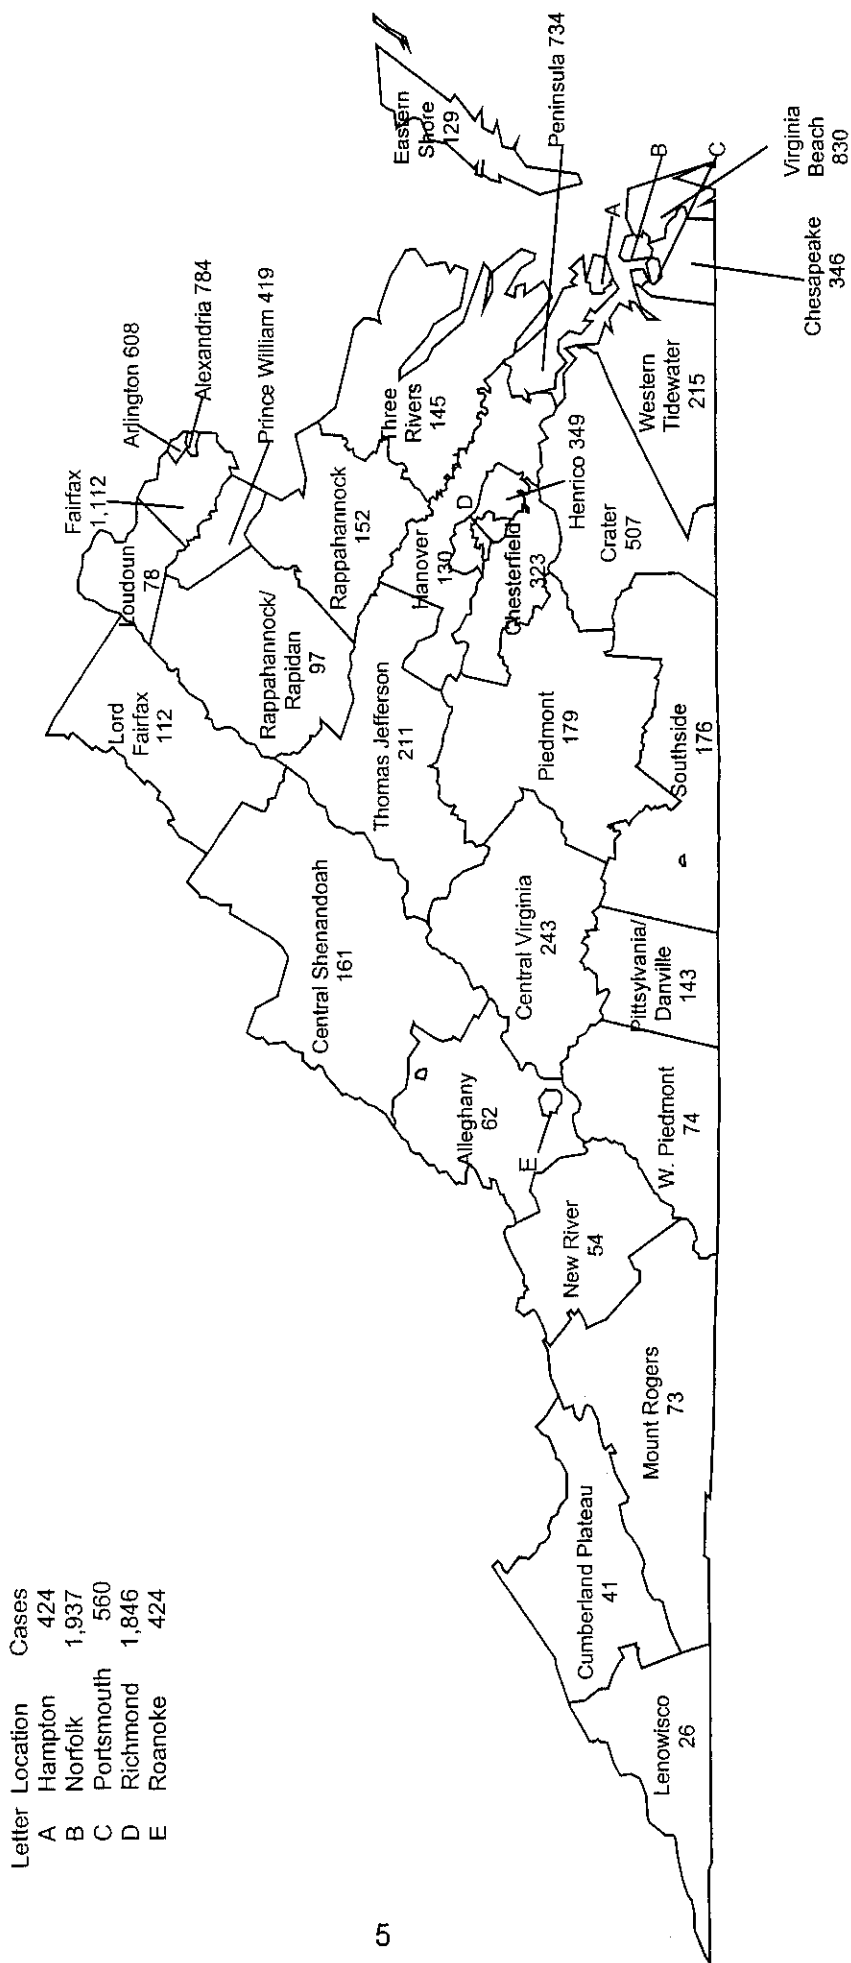 Letter Location Cases
A Hampton 424
B Norfolk 1,937
C Portsmouth 560
D Richmond 1,846
E Roanoke 424
Arlington 608
Alexandria 784
Prince William 419
Fairfax
1,112
Loudoun
78
Lord
Fairfax
112
Rappahannock/
Rapidan
97
Rappahannock
152
Three
Rivers
145
Eastern
Shore
129
Peninsula 734
Central Shenandoah
161
Thomas Jefferson
211
Hanover
130
D
Henrico 349
Chesterfield
323
Crater
507
A
B
C
Virginia
Beach
830
Chesapeake
346
Western
Tidewater
215
Alleghany
62
E
Central Virginia
243
Piedmont
179
Southside
176
Pittsylvania/
Danville
143
W. Piedmont
74
New River
54
Mount Rogers
73
Cumberland Plateau
41
Lenowisco
26
5